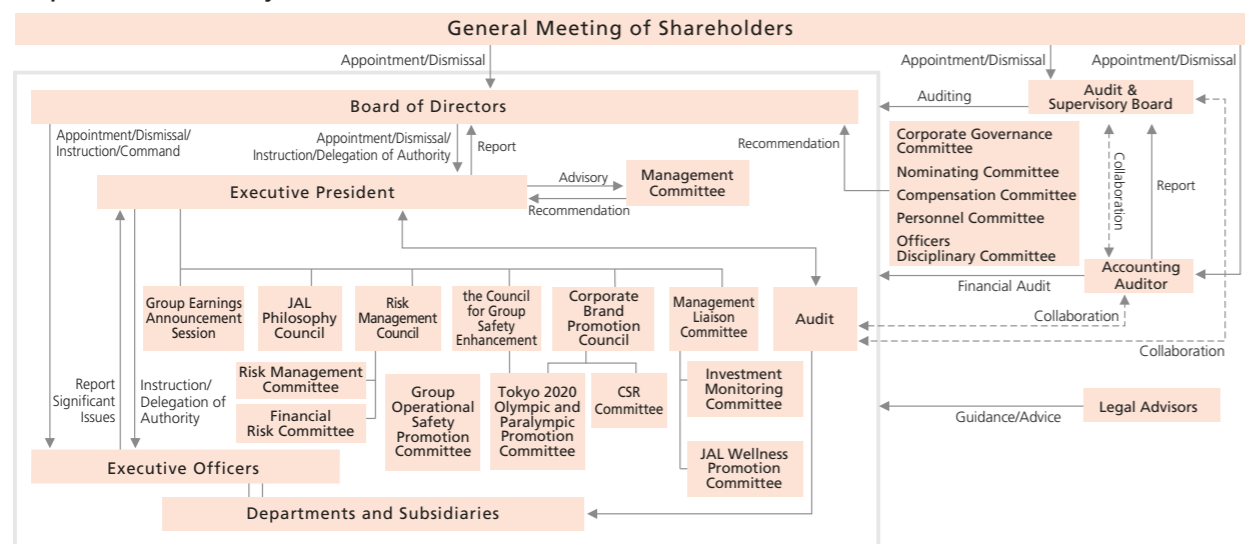 General Meeting of Shareholders
Appointment/Dismissal
Appointment/Dismissal
Appointment/Dismissal
Board of Directors
Auditing
Audit &
Supervisory Board
Appointment/Dismissal/
Instruction/Command
Appointment/Dismissal/
Instruction/Delegation of Authority
Report
Recommendation
Corporate Governance
Committee
Nominating Committee
Compensation Committee
Personnel Committee
Officers
Disciplinary Committee
Collaboration
Report
Executive President
Advisory
Recommendation
Management
Committee
Financial Audit
Accounting
Auditor
Group Earnings
Announcement
Session
JAL
Philosophy
Council
Risk
Management
Council
the Council
for Group
Safety
Enhancement
Corporate
Brand
Promotion
Council
Management
Liaison
Committee
Audit
Collaboration
Collaboration
Risk Management
Committee
Financial
Risk Committee
Group
Operational
Safety
Promotion
Committee
Tokyo 2020
Olympic and
Paralympic
Promotion
Committee
CSR
Committee
Investment
Monitoring
Committee
JAL Wellness
Promotion
Committee
Report
Significant
Issues
Instruction/
Delegation of
Authority
Guidance/Advice
Legal Advisors
Executive Officers
Departments and Subsidiaries